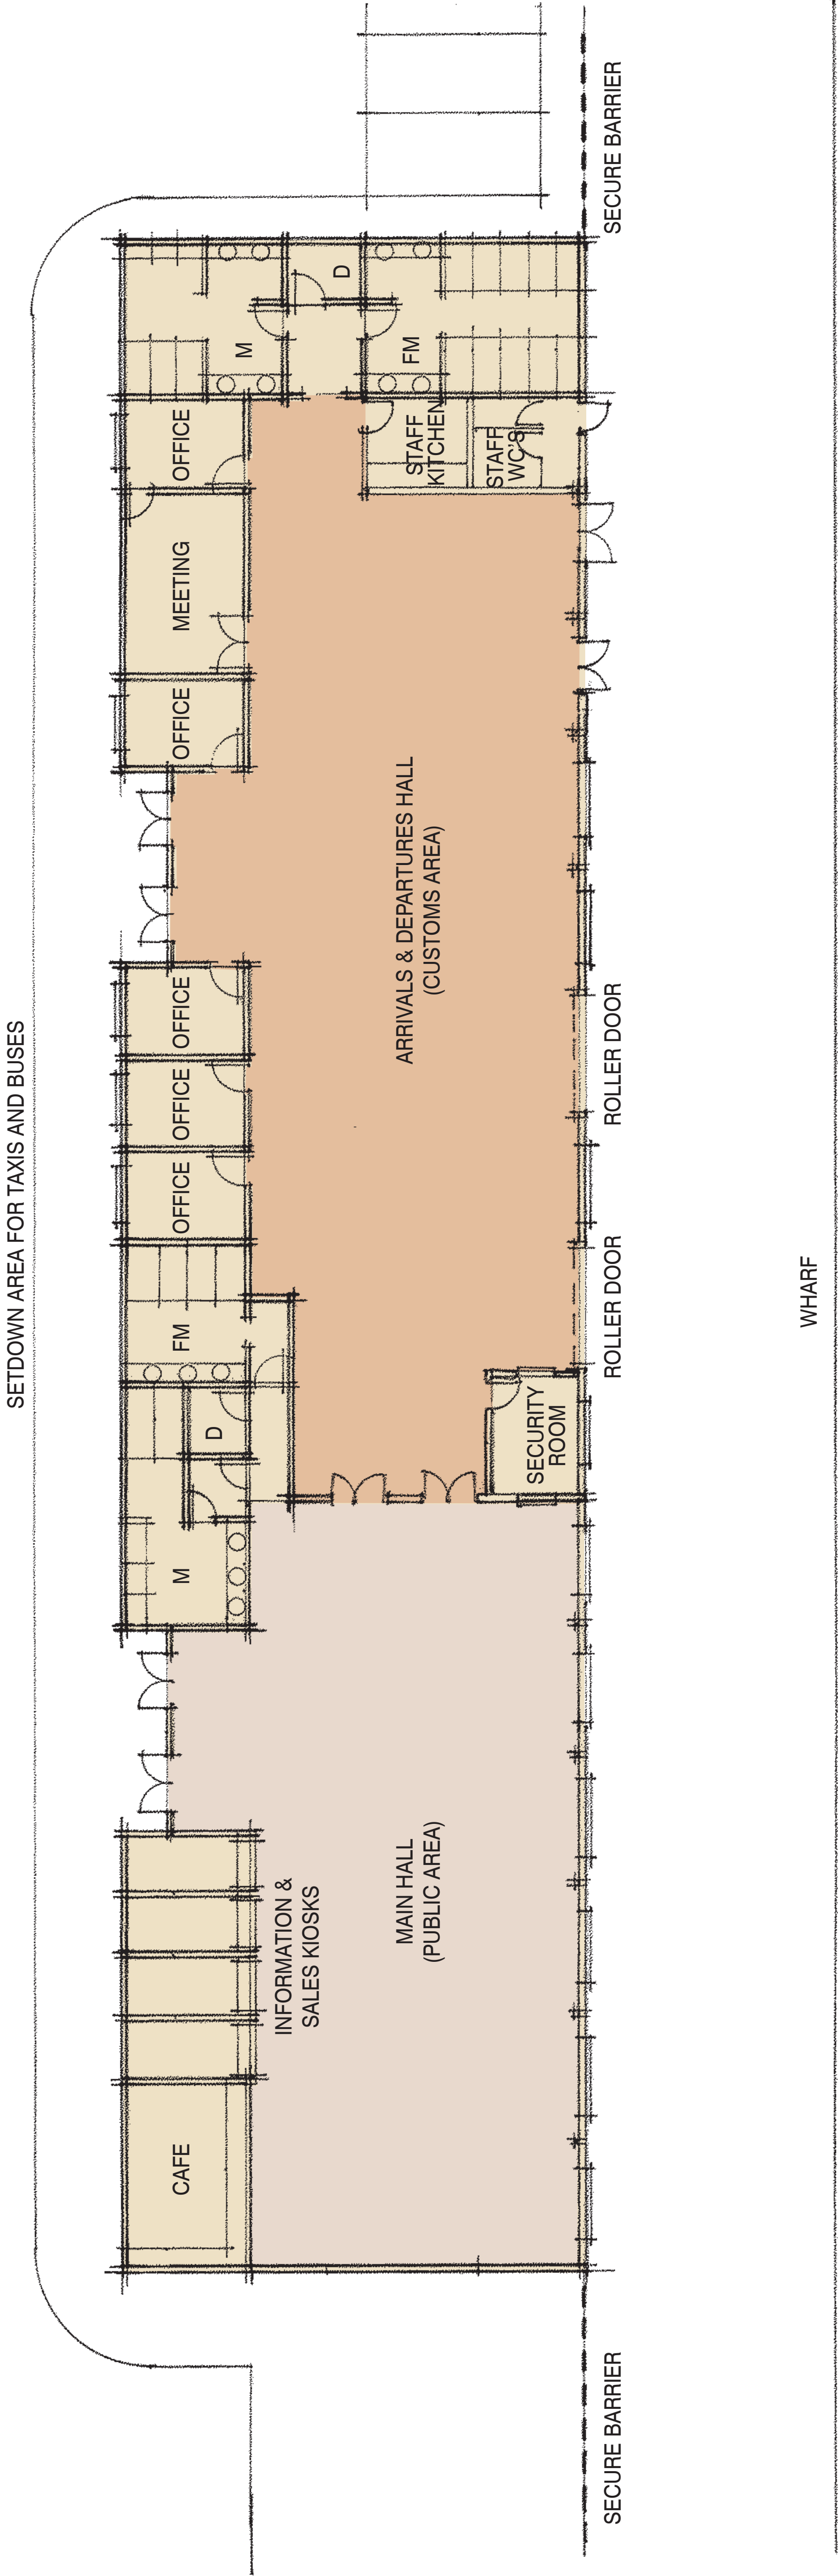 SETDOWN AREA FOR TAXIS AND BUSES
CAFE
INFORMATION &
SALES KIOSKS
M
D
FM
OFFICE
OFFICE
OFFICE
OFFICE
MEETING
OFFICE
M
D
FM
STAFF
KITCHEN
STAFF
WC'S
MAIN HALL
(PUBLIC AREA)
ARRIVALS & DEPARTURES HALL
(CUSTOMS AREA)
SECURITY
ROOM
SECURE BARRIER
ROLLER DOOR
ROLLER DOOR
SECURE BARRIER
WHARF